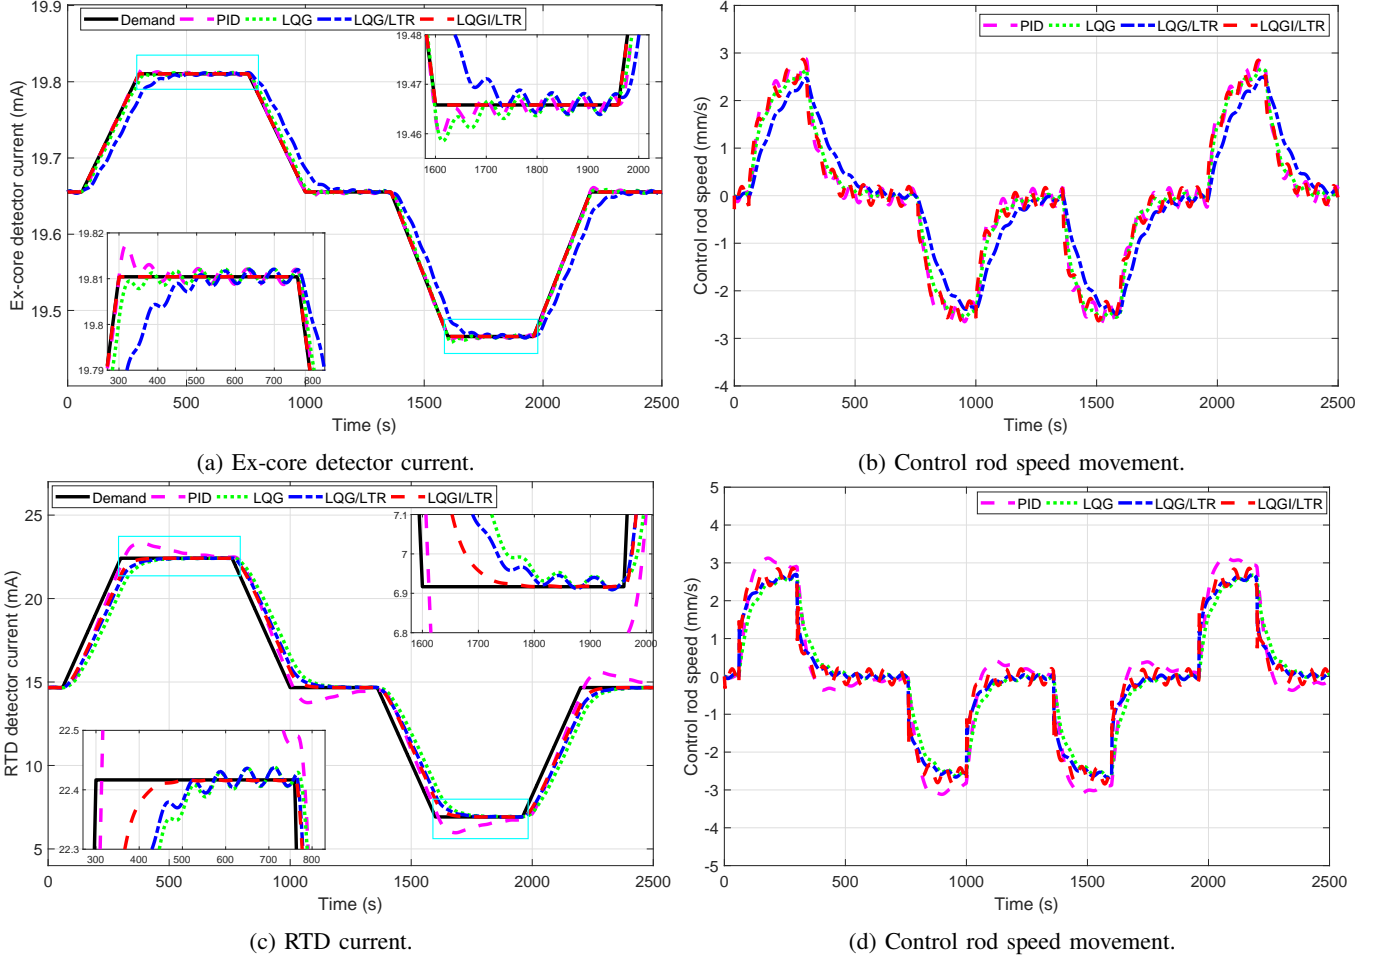 Demand PID LQG LQG/LTR LQGI/LTR
19.9
19.8
19.7
19.6
19.5
Ex-core detector current (mA)
19.48
19.47
19.46
1600 1700 1800 1900 2000
19.82
19.81
19.8
19.79
300 400 500 600 700 800
0 500 1000 1500 2000 2500
Time (s)
(a) Ex-core detector current.
PID LQG LQG/LTR LQGI/LTR
4
3
2
1
0
-1
-2
-3
-4
Control rod speed (mm/s)
0 500 1000 1500 2000 2500
Time (s)
(b) Control rod speed movement.
Demand PID LQG LQG/LTR LQGI/LTR
25
20
15
10
5
RTD detector current (mA)
7.1
7
6.9
6.8
1600 1700 1800 1900 2000
22.5
22.4
22.3
300 400 500 600 700 800
0 500 1000 1500 2000 2500
Time (s)
(c) RTD current.
PID LQG LQG/LTR LQGI/LTR
5
4
3
2
1
0
-1
-2
-3
-4
-5
Control rod speed (mm/s)
0 500 1000 1500 2000 2500
Time (s)
(d) Control rod speed movement.